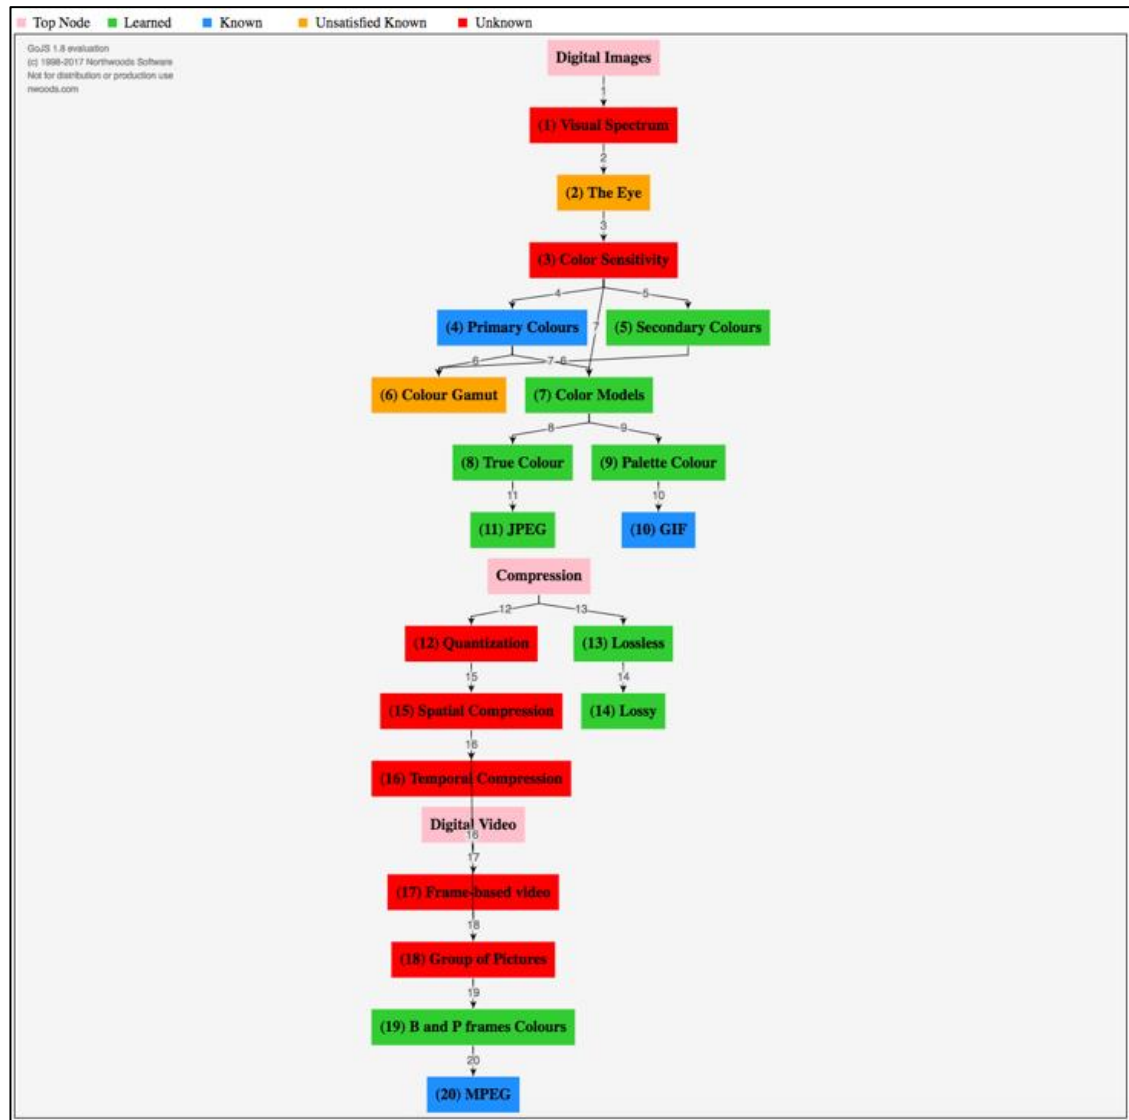 Top Node Learned Known Unsatisfied Known Unknown
GoJS 1.8 evaluation
(c) 1998-2017 Northwoods Software
Not for distribution or production use
nwoods.com
Digital Images
1
(1) Visual Spectrum
2
(2) The Eye
3
(3) Color Sensitivity
4 5
(4) Primary Colours (5) Secondary Colours
7
6 7 6
(6) Colour Gamut (7) Color Models
8 9
(8) True Colour (9) Palette Colour
11 10
(11) JPEG (10) GIF
Compression
12 13
(12) Quantization (13) Lossless
15 14
(15) Spatial Compression (14) Lossy
16
(16) Temporal Compression
Digital Video
16
17
(17) Frame-based video
18
(18) Group of Pictures
19
(19) B and P frames Colours
20
(20) MPEG